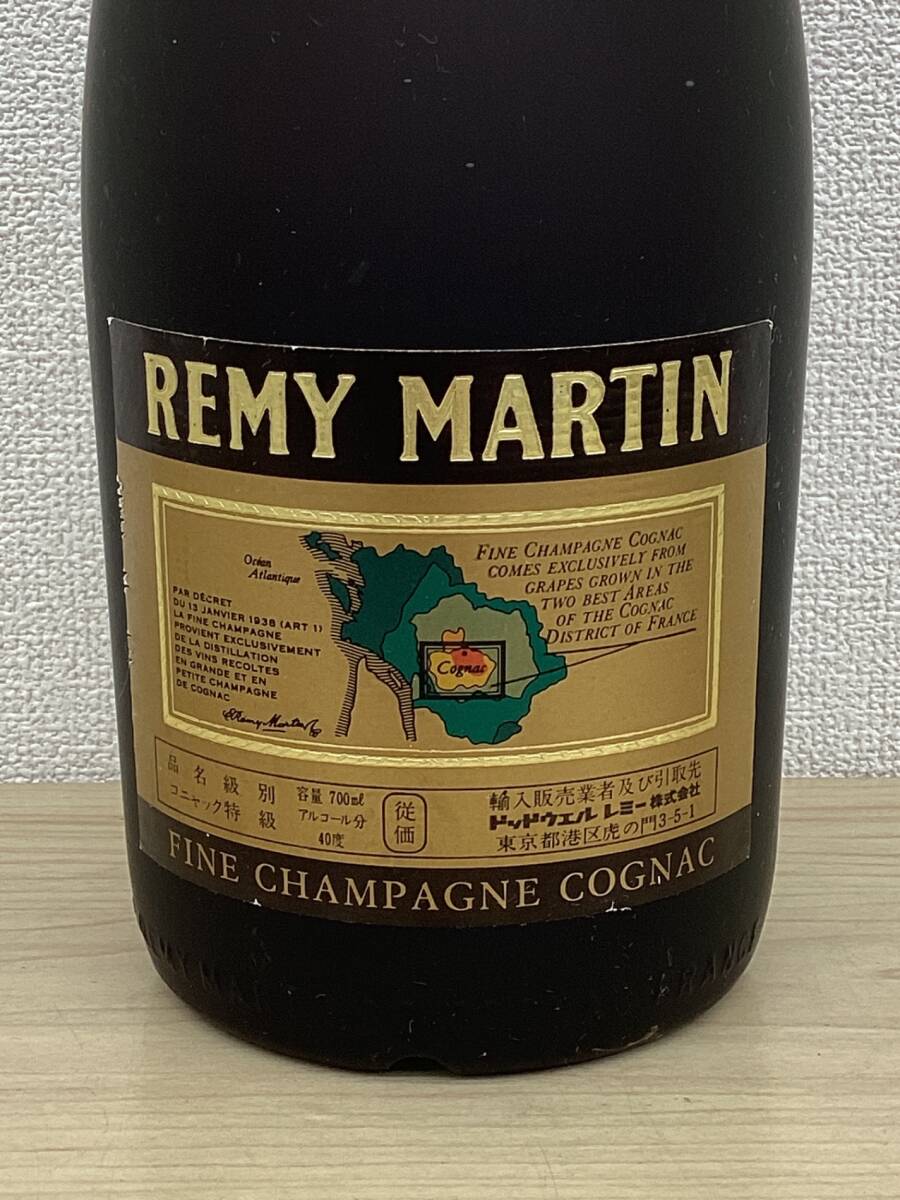 REMY MARTIN
Océan
Atlantique
PAR DÉCRET
DU 13 JANVIER 1938 (ART 1)
LA FINE CHAMPAGNE
PROVIENT EXCLUSIVEMENT
DE LA DISTILLATION
DES VINS RECOLTES
EN GRANDE ET EN
PETITE CHAMPAGNE
DE COGNAC
Remy Martin
FINE CHAMPAGNE COGNAC
COMES EXCLUSIVELY FROM
GRAPES GROWN IN THE
TWO BEST AREAS
OF THE COGNAC
DISTRICT OF FRANCE
Cognac
品名級別
コニャック特級
容量 700ml
アルコール分
40度
従価
輸入販売業者及び引取先
ドッドウエル レミー株式会社
東京都港区虎の門3-5-1
FINE CHAMPAGNE COGNAC